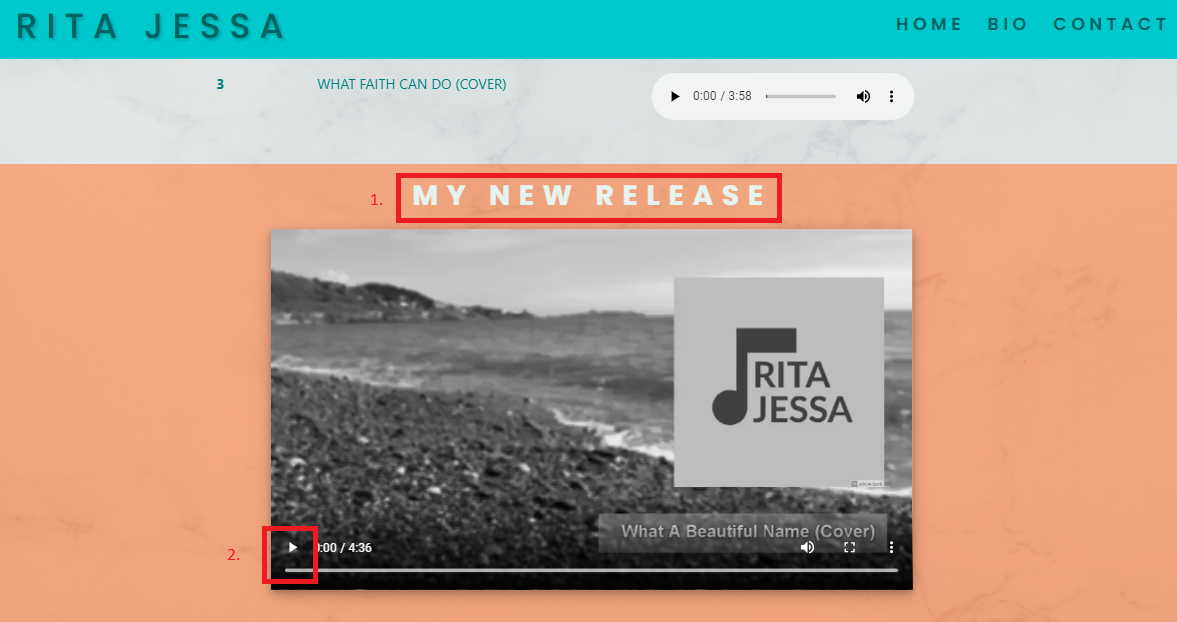 RITA JESSA
HOME BIO CONTACT
3 WHAT FAITH CAN DO (COVER) 0:00 / 3:58
1. MY NEW RELEASE
RITA
JESSA
What A Beautiful Name (Cover)
2. 0:00 / 4:36